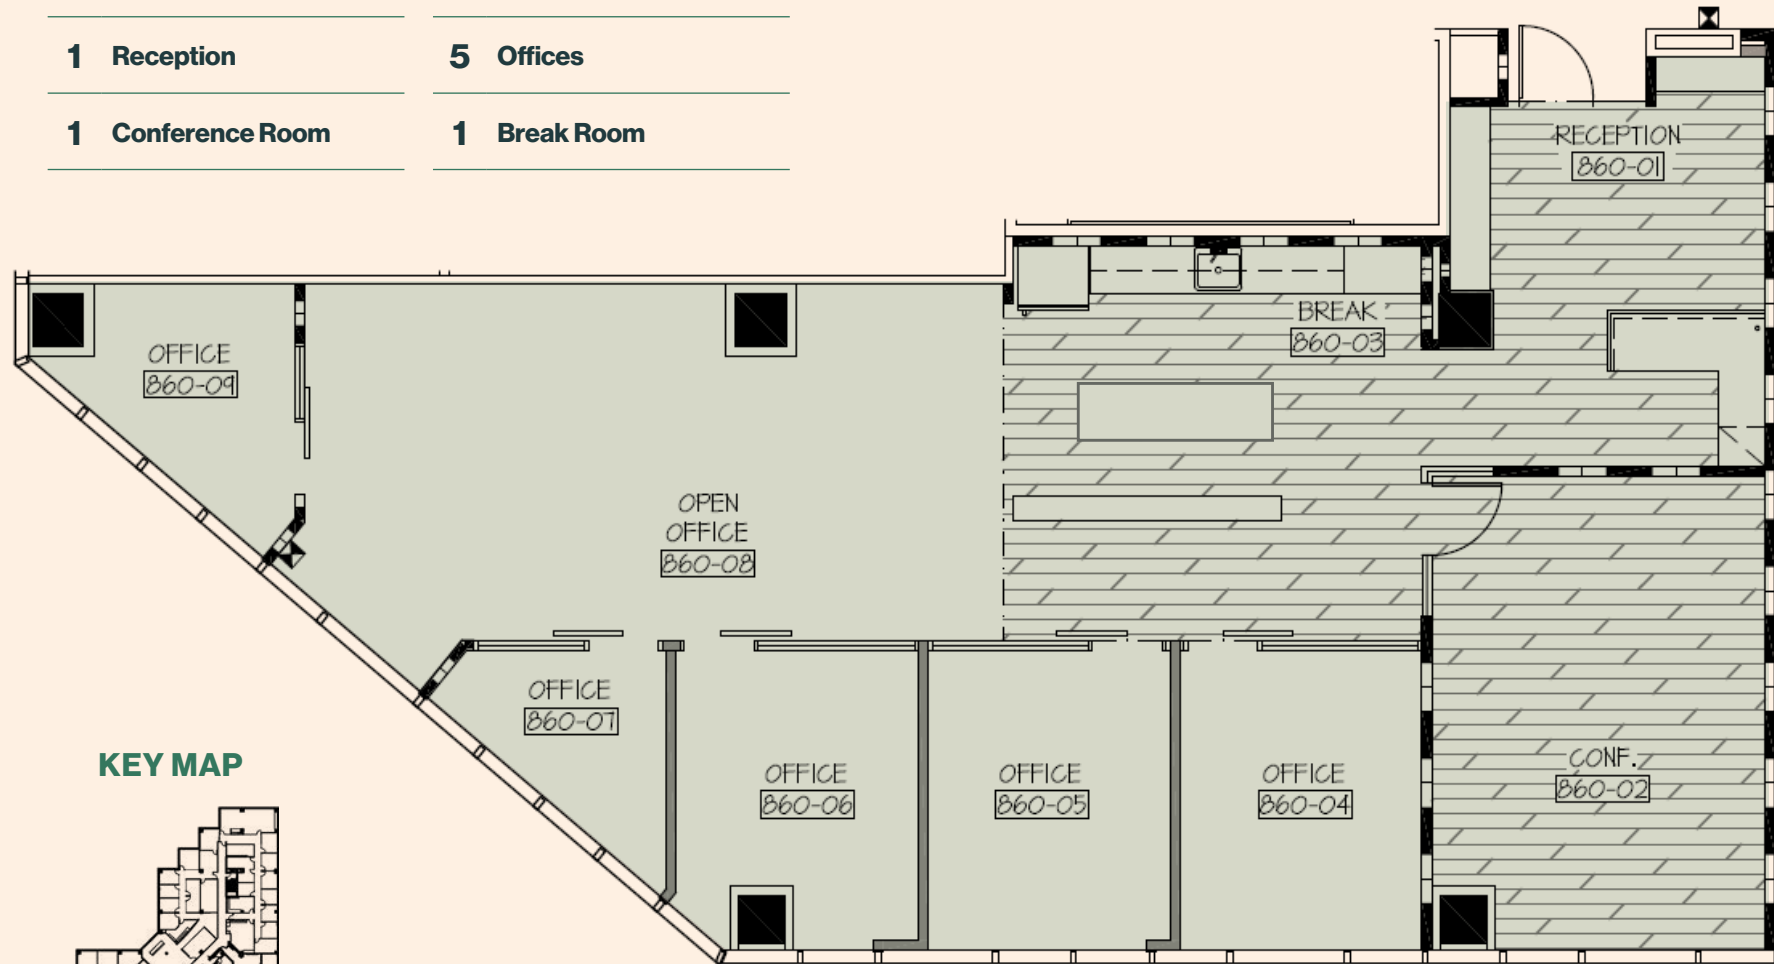 1 Reception
5 Offices
1 Conference Room
1 Break Room
RECEPTION
860-01
BREAK
860-03
OFFICE
860-09
OPEN
OFFICE
860-08
OFFICE
860-07
OFFICE
860-06
OFFICE
860-05
OFFICE
860-04
CONF.
860-02
KEY MAP